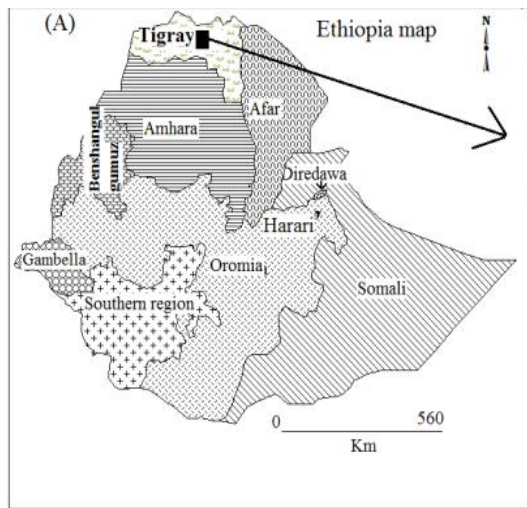 (A)
Ethiopia map
N
Tigray
Afar
Amhara
Benshangul
gumuz
Diredawa
Harari
Gambella
Oromia
Somali
Southern region
0
560
Km